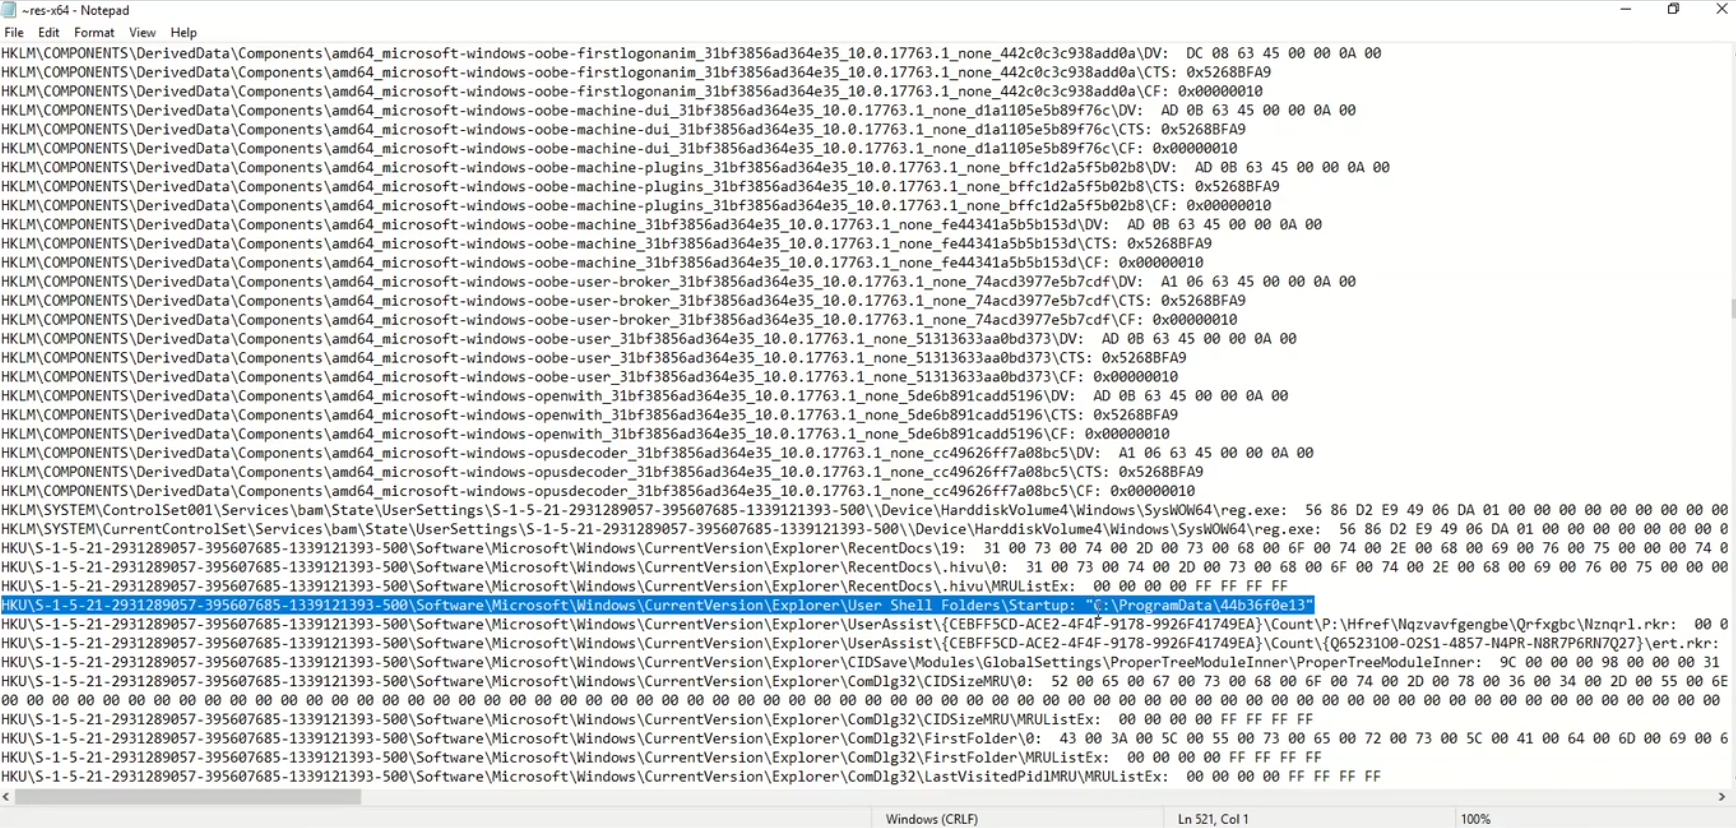 ~res-x64 - Notepad
File Edit Format View Help
HKLM\COMPONENTS\DerivedData\Components\amd64_microsoft-windows-oobe-firstlogonanim_31bf3856ad364e35_10.0.17763.1_none_442c0c3c938add0a\DV: DC 08 63 45 00 00 0A 00
HKLM\COMPONENTS\DerivedData\Components\amd64_microsoft-windows-oobe-firstlogonanim_31bf3856ad364e35_10.0.17763.1_none_442c0c3c938add0a\CTS: 0x5268BFA9
HKLM\COMPONENTS\DerivedData\Components\amd64_microsoft-windows-oobe-firstlogonanim_31bf3856ad364e35_10.0.17763.1_none_442c0c3c938add0a\CF: 0x00000010
HKLM\COMPONENTS\DerivedData\Components\amd64_microsoft-windows-oobe-machine-dui_31bf3856ad364e35_10.0.17763.1_none_d1a1105e5b89f76c\DV: AD 0B 63 45 00 00 0A 00
HKLM\COMPONENTS\DerivedData\Components\amd64_microsoft-windows-oobe-machine-dui_31bf3856ad364e35_10.0.17763.1_none_d1a1105e5b89f76c\CTS: 0x5268BFA9
HKLM\COMPONENTS\DerivedData\Components\amd64_microsoft-windows-oobe-machine-dui_31bf3856ad364e35_10.0.17763.1_none_d1a1105e5b89f76c\CF: 0x00000010
HKLM\COMPONENTS\DerivedData\Components\amd64_microsoft-windows-oobe-machine-plugins_31bf3856ad364e35_10.0.17763.1_none_bffc1d2a5f5b02b8\DV: AD 0B 63 45 00 00 0A 00
HKLM\COMPONENTS\DerivedData\Components\amd64_microsoft-windows-oobe-machine-plugins_31bf3856ad364e35_10.0.17763.1_none_bffc1d2a5f5b02b8\CTS: 0x5268BFA9
HKLM\COMPONENTS\DerivedData\Components\amd64_microsoft-windows-oobe-machine-plugins_31bf3856ad364e35_10.0.17763.1_none_bffc1d2a5f5b02b8\CF: 0x00000010
HKLM\COMPONENTS\DerivedData\Components\amd64_microsoft-windows-oobe-machine_31bf3856ad364e35_10.0.17763.1_none_fe44341a5b5b153d\DV: AD 0B 63 45 00 00 0A 00
HKLM\COMPONENTS\DerivedData\Components\amd64_microsoft-windows-oobe-machine_31bf3856ad364e35_10.0.17763.1_none_fe44341a5b5b153d\CTS: 0x5268BFA9
HKLM\COMPONENTS\DerivedData\Components\amd64_microsoft-windows-oobe-machine_31bf3856ad364e35_10.0.17763.1_none_fe44341a5b5b153d\CF: 0x00000010
HKLM\COMPONENTS\DerivedData\Components\amd64_microsoft-windows-oobe-user-broker_31bf3856ad364e35_10.0.17763.1_none_74acd3977e5b7cdf\DV: A1 06 63 45 00 00 0A 00
HKLM\COMPONENTS\DerivedData\Components\amd64_microsoft-windows-oobe-user-broker_31bf3856ad364e35_10.0.17763.1_none_74acd3977e5b7cdf\CTS: 0x5268BFA9
HKLM\COMPONENTS\DerivedData\Components\amd64_microsoft-windows-oobe-user-broker_31bf3856ad364e35_10.0.17763.1_none_74acd3977e5b7cdf\CF: 0x00000010
HKLM\COMPONENTS\DerivedData\Components\amd64_microsoft-windows-oobe-user_31bf3856ad364e35_10.0.17763.1_none_51313633aa0bd373\DV: AD 0B 63 45 00 00 0A 00
HKLM\COMPONENTS\DerivedData\Components\amd64_microsoft-windows-oobe-user_31bf3856ad364e35_10.0.17763.1_none_51313633aa0bd373\CTS: 0x5268BFA9
HKLM\COMPONENTS\DerivedData\Components\amd64_microsoft-windows-oobe-user_31bf3856ad364e35_10.0.17763.1_none_51313633aa0bd373\CF: 0x00000010
HKLM\COMPONENTS\DerivedData\Components\amd64_microsoft-windows-openwith_31bf3856ad364e35_10.0.17763.1_none_5de6b891cadd5196\DV: AD 0B 63 45 00 00 0A 00
HKLM\COMPONENTS\DerivedData\Components\amd64_microsoft-windows-openwith_31bf3856ad364e35_10.0.17763.1_none_5de6b891cadd5196\CTS: 0x5268BFA9
HKLM\COMPONENTS\DerivedData\Components\amd64_microsoft-windows-openwith_31bf3856ad364e35_10.0.17763.1_none_5de6b891cadd5196\CF: 0x00000010
HKLM\COMPONENTS\DerivedData\Components\amd64_microsoft-windows-opusdecoder_31bf3856ad364e35_10.0.17763.1_none_cc49626ff7a08bc5\DV: A1 06 63 45 00 00 0A 00
HKLM\COMPONENTS\DerivedData\Components\amd64_microsoft-windows-opusdecoder_31bf3856ad364e35_10.0.17763.1_none_cc49626ff7a08bc5\CTS: 0x5268BFA9
HKLM\COMPONENTS\DerivedData\Components\amd64_microsoft-windows-opusdecoder_31bf3856ad364e35_10.0.17763.1_none_cc49626ff7a08bc5\CF: 0x00000010
HKLM\SYSTEM\ControlSet001\Services\bam\State\UserSettings\S-1-5-21-2931289057-395607685-1339121393-500\\Device\HarddiskVolume4\Windows\SysWOW64\reg.exe: 56 86 D2 E9 49 06 DA 01 00 00 00 00 00 00 00 00
HKLM\SYSTEM\CurrentControlSet\Services\bam\State\UserSettings\S-1-5-21-2931289057-395607685-1339121393-500\\Device\HarddiskVolume4\Windows\SysWOW64\reg.exe: 56 86 D2 E9 49 06 DA 01 00 00 00 00 00 00
HKU\S-1-5-21-2931289057-395607685-1339121393-500\Software\Microsoft\Windows\CurrentVersion\Explorer\RecentDocs\19: 31 00 73 00 74 00 2D 00 73 00 68 00 6F 00 74 00 2E 00 68 00 69 00 76 00 75 00 00 00 74 0
HKU\S-1-5-21-2931289057-395607685-1339121393-500\Software\Microsoft\Windows\CurrentVersion\Explorer\RecentDocs\.hivu\0: 31 00 73 00 74 00 2D 00 73 00 68 00 6F 00 74 00 2E 00 68 00 69 00 76 00 75 00 00 00
HKU\S-1-5-21-2931289057-395607685-1339121393-500\Software\Microsoft\Windows\CurrentVersion\Explorer\RecentDocs\.hivu\MRUListEx: 00 00 00 00 FF FF FF FF
HKU\S-1-5-21-2931289057-395607685-1339121393-500\Software\Microsoft\Windows\CurrentVersion\Explorer\User Shell Folders\Startup: "C:\ProgramData\44b36f0e13"
HKU\S-1-5-21-2931289057-395607685-1339121393-500\Software\Microsoft\Windows\CurrentVersion\Explorer\UserAssist\{CEBFF5CD-ACE2-4F4F-9178-9926F41749EA}\Count\P:\Hfref\Nqzvavfgengbe\Qrfxgbc\Nznqrl.rkr: 00 0
HKU\S-1-5-21-2931289057-395607685-1339121393-500\Software\Microsoft\Windows\CurrentVersion\Explorer\UserAssist\{CEBFF5CD-ACE2-4F4F-9178-9926F41749EA}\Count\{Q65231O0-O2S1-4857-N4PR-N8R7P6RN7Q27}\ert.rkr:
HKU\S-1-5-21-2931289057-395607685-1339121393-500\Software\Microsoft\Windows\CurrentVersion\Explorer\CIDSave\Modules\GlobalSettings\ProperTreeModuleInner\ProperTreeModuleInner: 9C 00 00 00 98 00 00 00 31
HKU\S-1-5-21-2931289057-395607685-1339121393-500\Software\Microsoft\Windows\CurrentVersion\Explorer\ComDlg32\CIDSizeMRU\0: 52 00 65 00 67 00 73 00 68 00 6F 00 74 00 2D 00 78 00 36 00 34 00 2D 00 55 00 6E
00 00 00 00 00 00 00 00 00 00 00 00 00 00 00 00 00 00 00 00 00 00 00 00 00 00 00 00 00 00 00 00 00 00 00 00 00 00 00 00 00 00 00 00 00 00 00 00 00 00 00 00 00 00 00 00 00 00 00 00 00 00 00 00 00 00 00 00
HKU\S-1-5-21-2931289057-395607685-1339121393-500\Software\Microsoft\Windows\CurrentVersion\Explorer\ComDlg32\CIDSizeMRU\MRUListEx: 00 00 00 00 FF FF FF FF
HKU\S-1-5-21-2931289057-395607685-1339121393-500\Software\Microsoft\Windows\CurrentVersion\Explorer\ComDlg32\FirstFolder\0: 43 00 3A 00 5C 00 55 00 73 00 65 00 72 00 73 00 5C 00 41 00 64 00 6D 00 69 00 6
HKU\S-1-5-21-2931289057-395607685-1339121393-500\Software\Microsoft\Windows\CurrentVersion\Explorer\ComDlg32\FirstFolder\MRUListEx: 00 00 00 00 FF FF FF FF
HKU\S-1-5-21-2931289057-395607685-1339121393-500\Software\Microsoft\Windows\CurrentVersion\Explorer\ComDlg32\LastVisitedPidlMRU\MRUListEx: 00 00 00 00 FF FF FF FF
Windows (CRLF) Ln 521, Col 1 100%